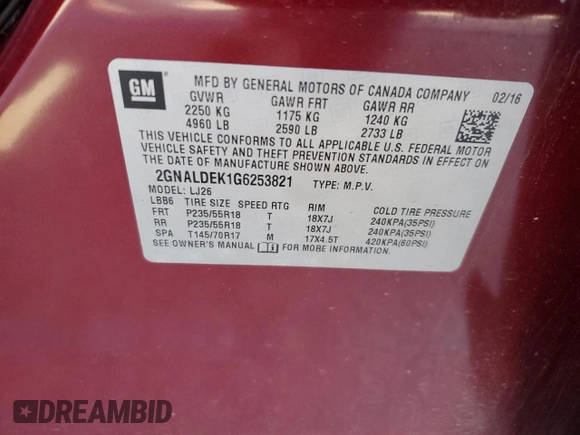 GM
MFD BY GENERAL MOTORS OF CANADA COMPANY 02/16
GVWR GAWR FRT GAWR RR
2250 KG 1175 KG 1240 KG
4960 LB 2590 LB 2733 LB
THIS VEHICLE CONFORMS TO ALL APPLICABLE U.S. FEDERAL MOTOR
VEHICLE SAFETY AND THEFT PREVENTION STANDARDS IN EFFECT ON
THE DATE OF MANUFACTURE SHOWN ABOVE.
2GNALDEK1G6253821 TYPE: M.P.V.
MODEL: LJ26
LBB6 TIRE SIZE SPEED RTG RIM COLD TIRE PRESSURE
FRT P235/55R18 T 18X7J 240KPA(35PSI)
RR P235/55R18 T 18X7J 240KPA(35PSI)
SPA T145/70R17 M 17X4.5T 420KPA(60PSI)
SEE OWNER'S MANUAL FOR MORE INFORMATION.
DREAMBID